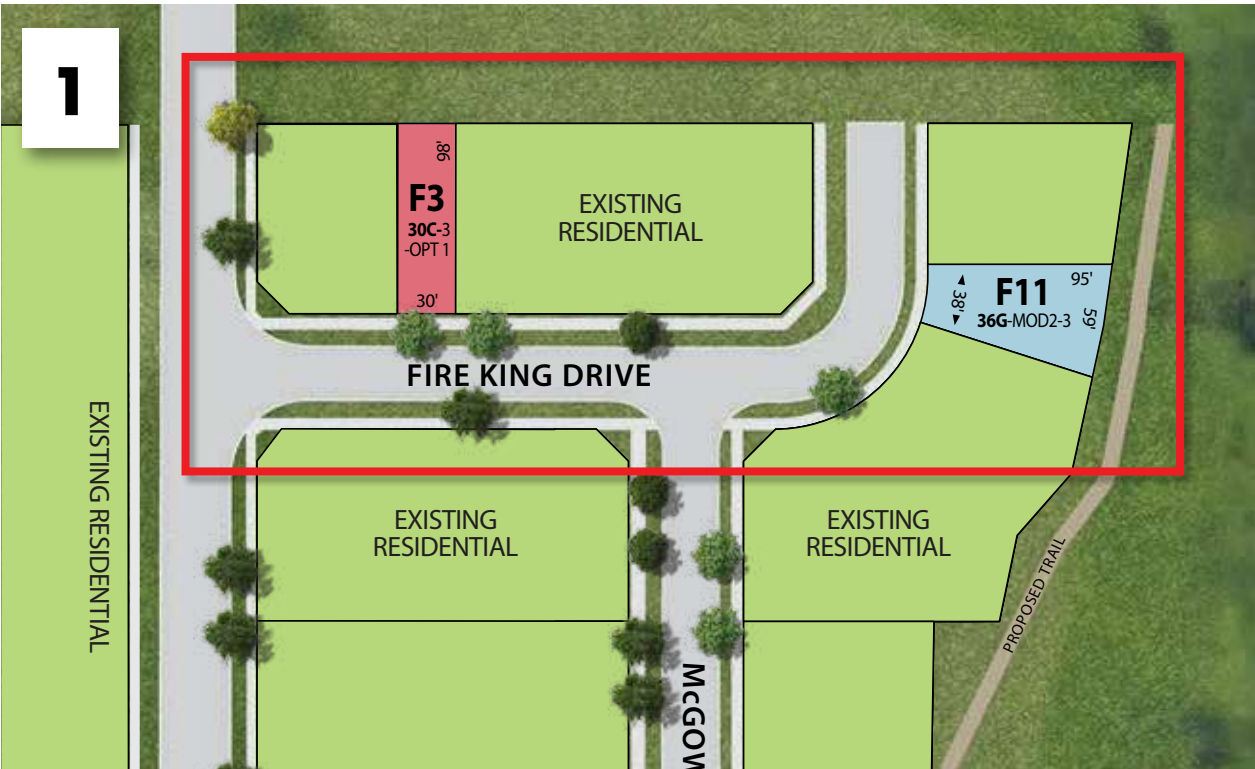 1
98'
F3
30C-3
-OPT 1
30'
EXISTING
RESIDENTIAL
95'
F11
38'
36G-MOD2-3
59'
FIRE KING DRIVE
EXISTING RESIDENTIAL
EXISTING
RESIDENTIAL
EXISTING
RESIDENTIAL
PROPOSED TRAIL
McGOW